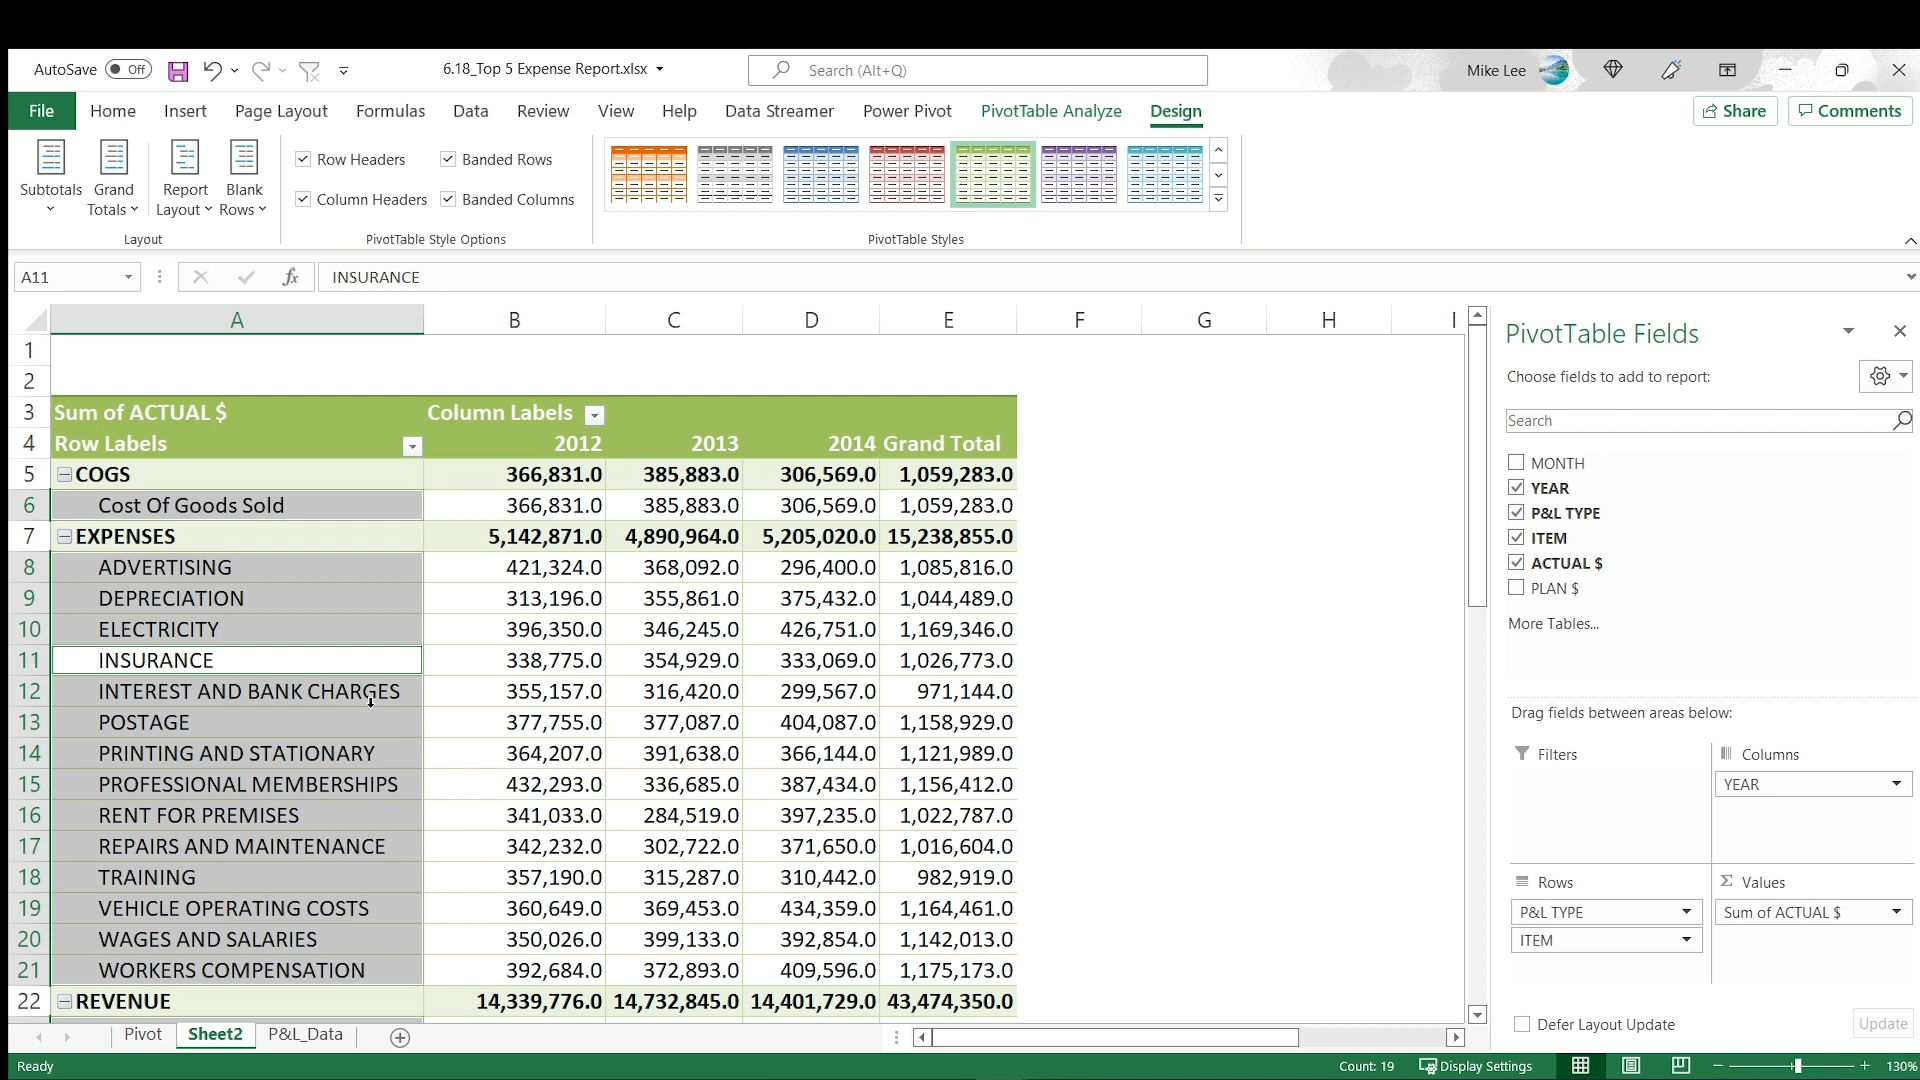 AutoSave Off 6.18_Top 5 Expense Report.xlsx Search (Alt+Q) Mike Lee
File Home Insert Page Layout Formulas Data Review View Help Data Streamer Power Pivot PivotTable Analyze Design Share Comments
Subtotals Grand Totals Report Layout Blank Rows
Row Headers Banded Rows
Column Headers Banded Columns
Layout PivotTable Style Options PivotTable Styles
A11 fx INSURANCE
A B C D E F G H I
1
2
3 Sum of ACTUAL $ Column Labels
4 Row Labels 2012 2013 2014 Grand Total
5 COGS 366,831.0 385,883.0 306,569.0 1,059,283.0
6 Cost Of Goods Sold 366,831.0 385,883.0 306,569.0 1,059,283.0
7 EXPENSES 5,142,871.0 4,890,964.0 5,205,020.0 15,238,855.0
8 ADVERTISING 421,324.0 368,092.0 296,400.0 1,085,816.0
9 DEPRECIATION 313,196.0 355,861.0 375,432.0 1,044,489.0
10 ELECTRICITY 396,350.0 346,245.0 426,751.0 1,169,346.0
11 INSURANCE 338,775.0 354,929.0 333,069.0 1,026,773.0
12 INTEREST AND BANK CHARGES 355,157.0 316,420.0 299,567.0 971,144.0
13 POSTAGE 377,755.0 377,087.0 404,087.0 1,158,929.0
14 PRINTING AND STATIONARY 364,207.0 391,638.0 366,144.0 1,121,989.0
15 PROFESSIONAL MEMBERSHIPS 432,293.0 336,685.0 387,434.0 1,156,412.0
16 RENT FOR PREMISES 341,033.0 284,519.0 397,235.0 1,022,787.0
17 REPAIRS AND MAINTENANCE 342,232.0 302,722.0 371,650.0 1,016,604.0
18 TRAINING 357,190.0 315,287.0 310,442.0 982,919.0
19 VEHICLE OPERATING COSTS 360,649.0 369,453.0 434,359.0 1,164,461.0
20 WAGES AND SALARIES 350,026.0 399,133.0 392,854.0 1,142,013.0
21 WORKERS COMPENSATION 392,684.0 372,893.0 409,596.0 1,175,173.0
22 REVENUE 14,339,776.0 14,732,845.0 14,401,729.0 43,474,350.0
PivotTable Fields
Choose fields to add to report:
Search
MONTH
YEAR
P&L TYPE
ITEM
ACTUAL $
PLAN $
More Tables...
Drag fields between areas below:
Filters Columns
YEAR
Rows Σ Values
P&L TYPE Sum of ACTUAL $
ITEM
Defer Layout Update Update
Pivot Sheet2 P&L_Data
Ready Count: 19 Display Settings 130%